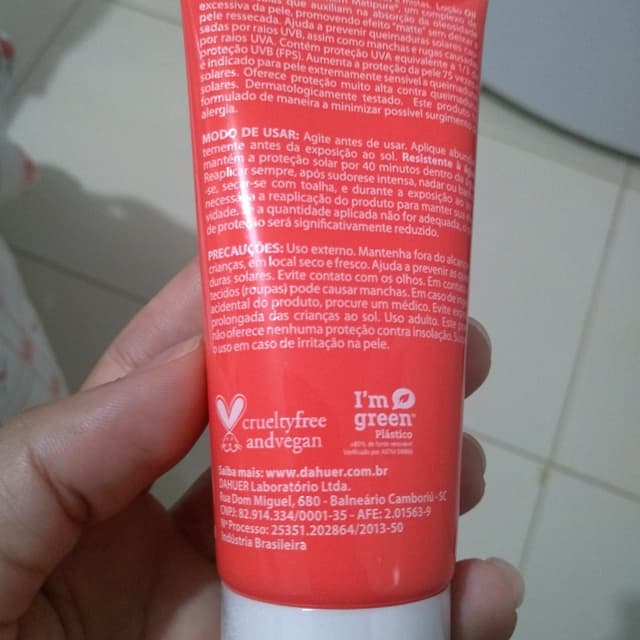 que auxiliam na absorção da oleosidade
excessiva da pele, promovendo efeito "matte" sem deixar a
pele ressecada. Ajuda a prevenir queimaduras solares cau-
sadas por raios UVB, assim como manchas e rugas causadas
por raios UVA. Contém proteção UVA equivalente a 1/3 da
proteção UVB (FPS). Aumenta a proteção da pele 75 vezes
é indicado para pele extremamente sensível a queimaduras
solares. Oferece proteção muito alta contra queimaduras
solares. Dermatologicamente testado. Este produto
formulado de maneira a minimizar possível surgimento
alergia.
MODO DE USAR: Agite antes de usar. Aplique abundan
temente antes da exposição ao sol. Resistente à Água
mantém a proteção solar por 40 minutos dentro da
Reaplicar sempre, após sudorese intensa, nadar ou
-se, secar-se com toalha, e durante a exposição ao
necessária a reaplicação do produto para manter sua
vidade. Se a quantidade aplicada não for adequada, o
de proteção será significativamente reduzido.
PRECAUÇÕES: Uso externo. Mantenha fora do alcance
crianças, em local seco e fresco. Ajuda a prevenir as
duras solares. Evite contato com os olhos. Em contato
tecidos (roupas) pode causar manchas. Em caso de
acidental do produto, procure um médico. Evite
prolongada das crianças ao sol. Uso adulto. Este
não oferece nenhuma proteção contra insolação.
o uso em caso de irritação na pele.
crueltyfree
andvegan
I'm
green™
Plástico
Saiba mais: www.dahuer.com.br
DAHUER Laboratório Ltda.
Rua Dom Miguel, 680 - Balneário Camboriú - SC
CNPJ: 82.914.334/0001-35 - AFE: 2.01563-9
Nº Processo: 25351.202864/2013-50
Indústria Brasileira